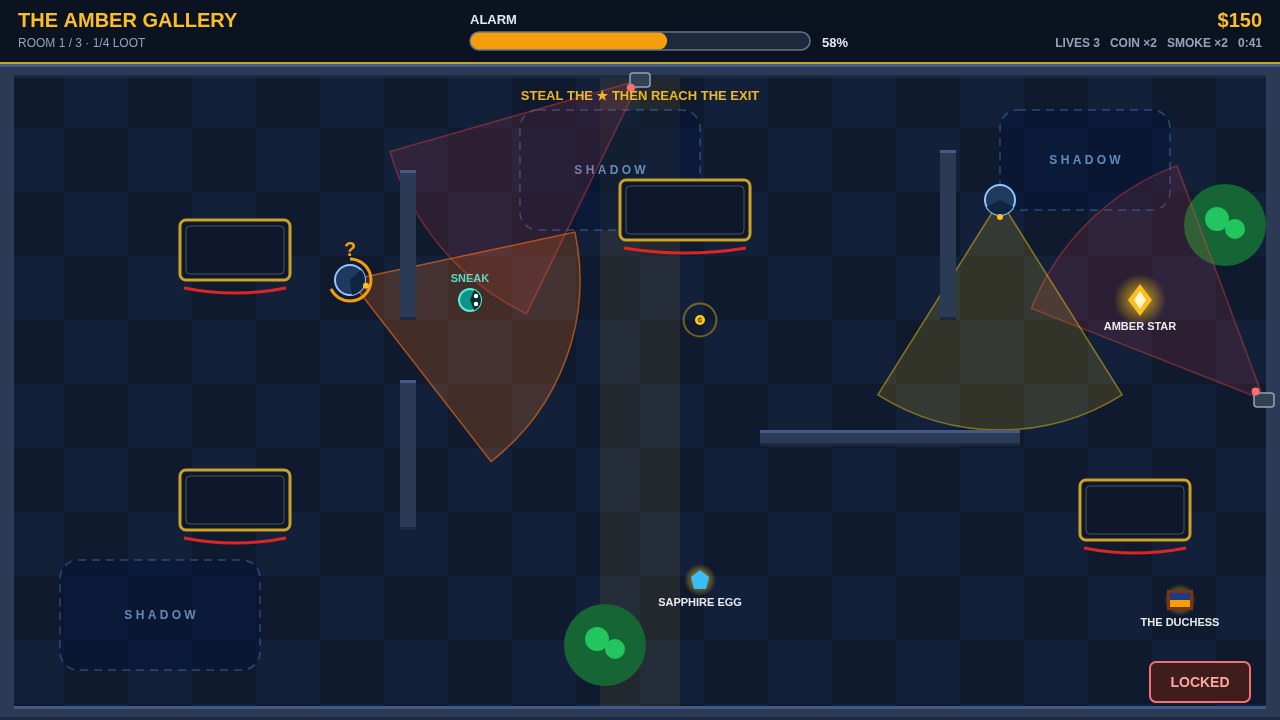 THE AMBER GALLERY
ROOM 1 / 3 · 1/4 LOOT
ALARM
58%
$150
LIVES 3 COIN ×2 SMOKE ×2 0:41
STEAL THE ★ THEN REACH THE EXIT
SHADOW
SHADOW
?
SNEAK
AMBER STAR
SAPPHIRE EGG
SHADOW
THE DUCHESS
LOCKED